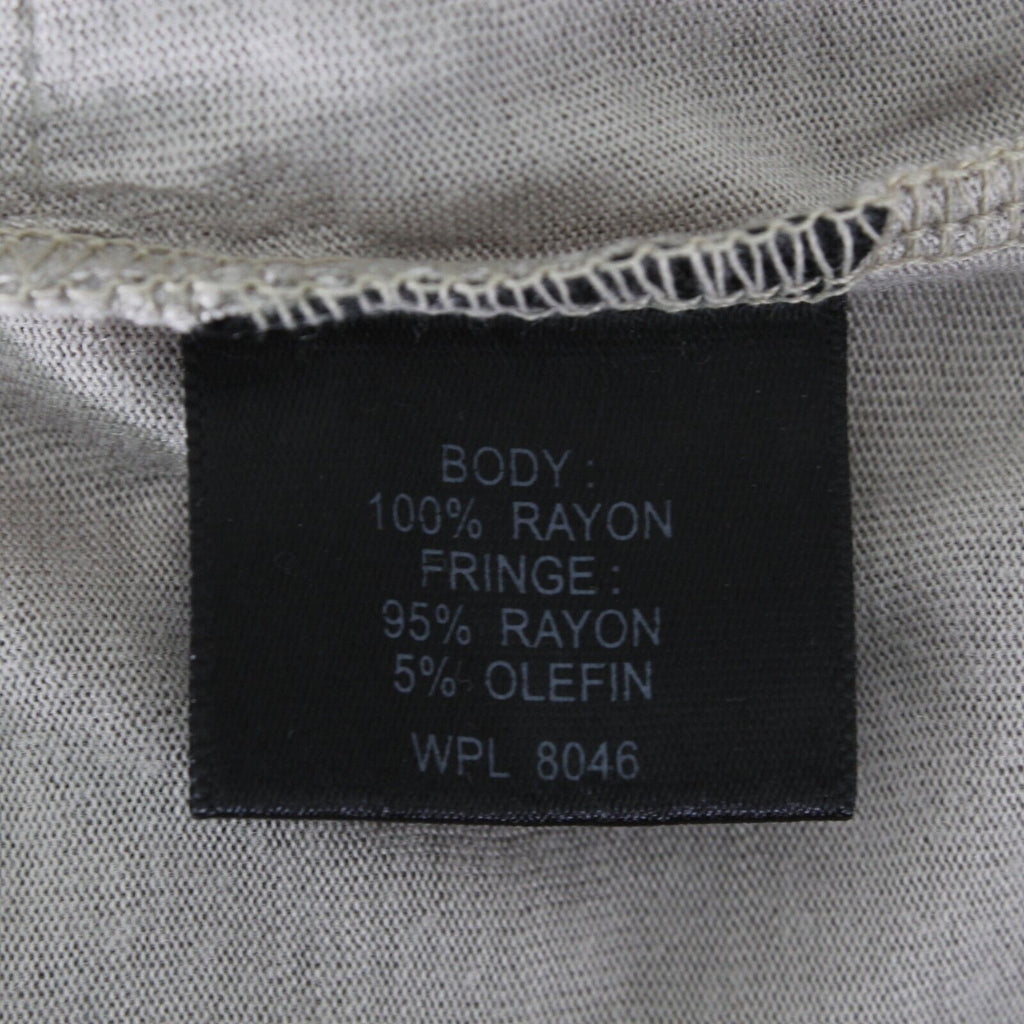 BODY :
100% RAYON
FRINGE :
95% RAYON
5% OLEFIN
WPL 8046